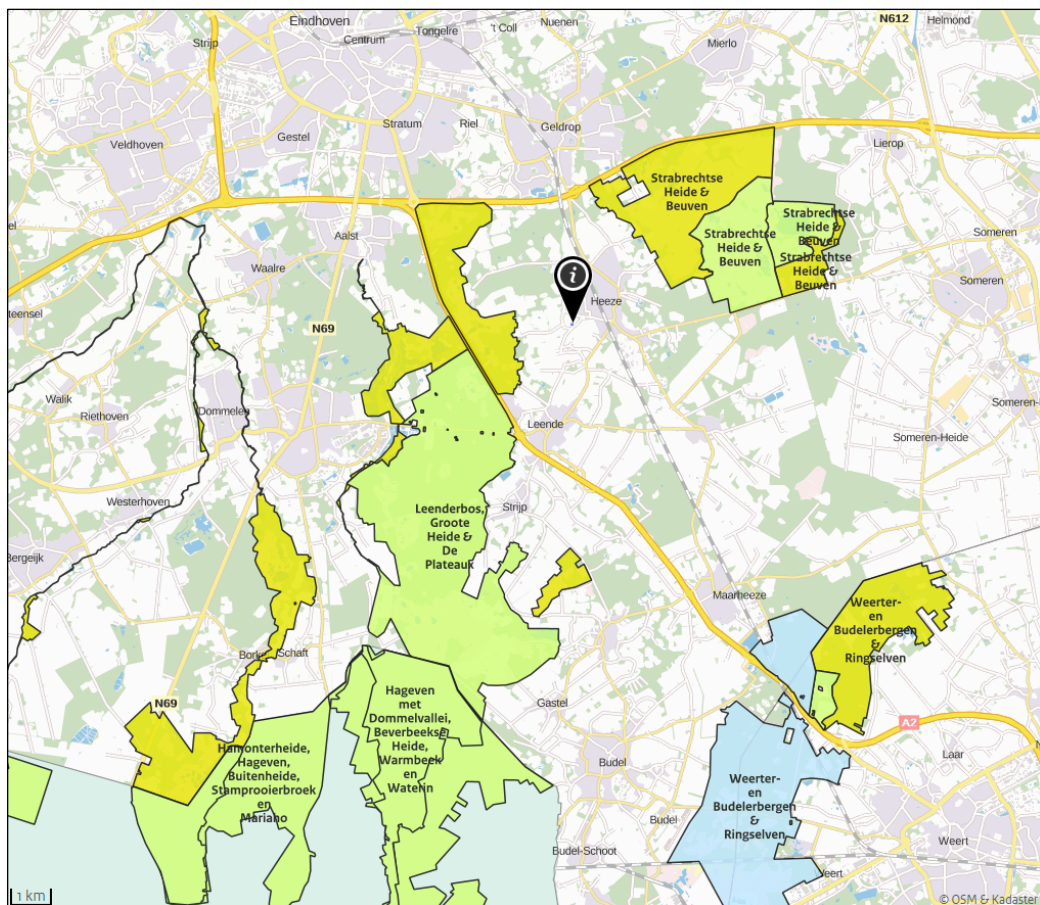 Eindhoven
't Coll
Nuenen
N612
Helmond
Strijp
Centrum
Tongelre
Mierlo
Stratum
Riel
Geldrop
Gestel
Veldhoven
Lierop
Strabrechtse
Heide &
Beuven
Strabrechtse
Heide &
Beuven
Strabrechtse
Heide &
Beuven
Strabrechtse
Heide &
Beuven
Someren
Aalst
Waalre
i
Heeze
Someren
N69
Walik
Riethoven
Dommelen
Leende
Someren-Heide
Westerhoven
Leenderbos,
Groote
Heide &
De
Plateauk
Strijp
Bergeijk
Maarheeze
Weerter-
en
Budelerbergen
&
Ringselven
Schaft
N69
Hageven
met
Dommelvallei,
Beverbeekse
Heide,
Warmbeek
en
Wateríng
Gastel
A2
Hamonterheide,
Hageven,
Buitenheide,
Stamprooierbroek
en
Mariaho
Budel
Laar
Weerter-
en
Budelerbergen
&
Ringselven
Budel
Weert
Budel-Schoot
1 km
© OSM & Kadaster